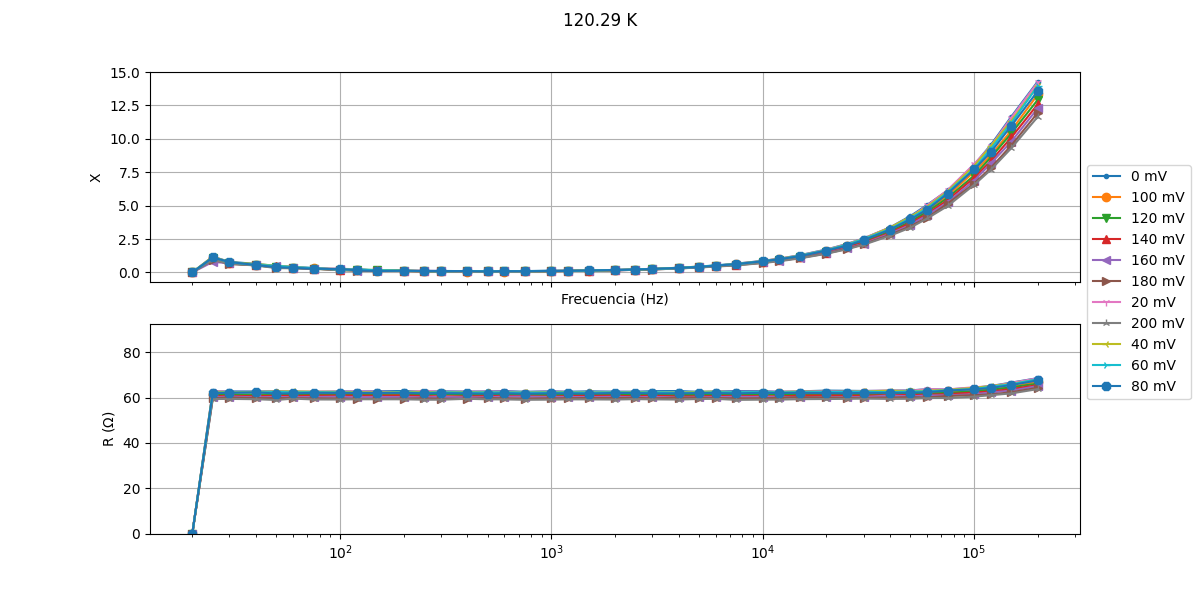 120.29 K
X
15.0
12.5
10.0
7.5
5.0
2.5
0.0
Frecuencia (Hz)
R (Ω)
80
60
40
20
0
10²
10³
10⁴
10⁵
0 mV
100 mV
120 mV
140 mV
160 mV
180 mV
20 mV
200 mV
40 mV
60 mV
80 mV